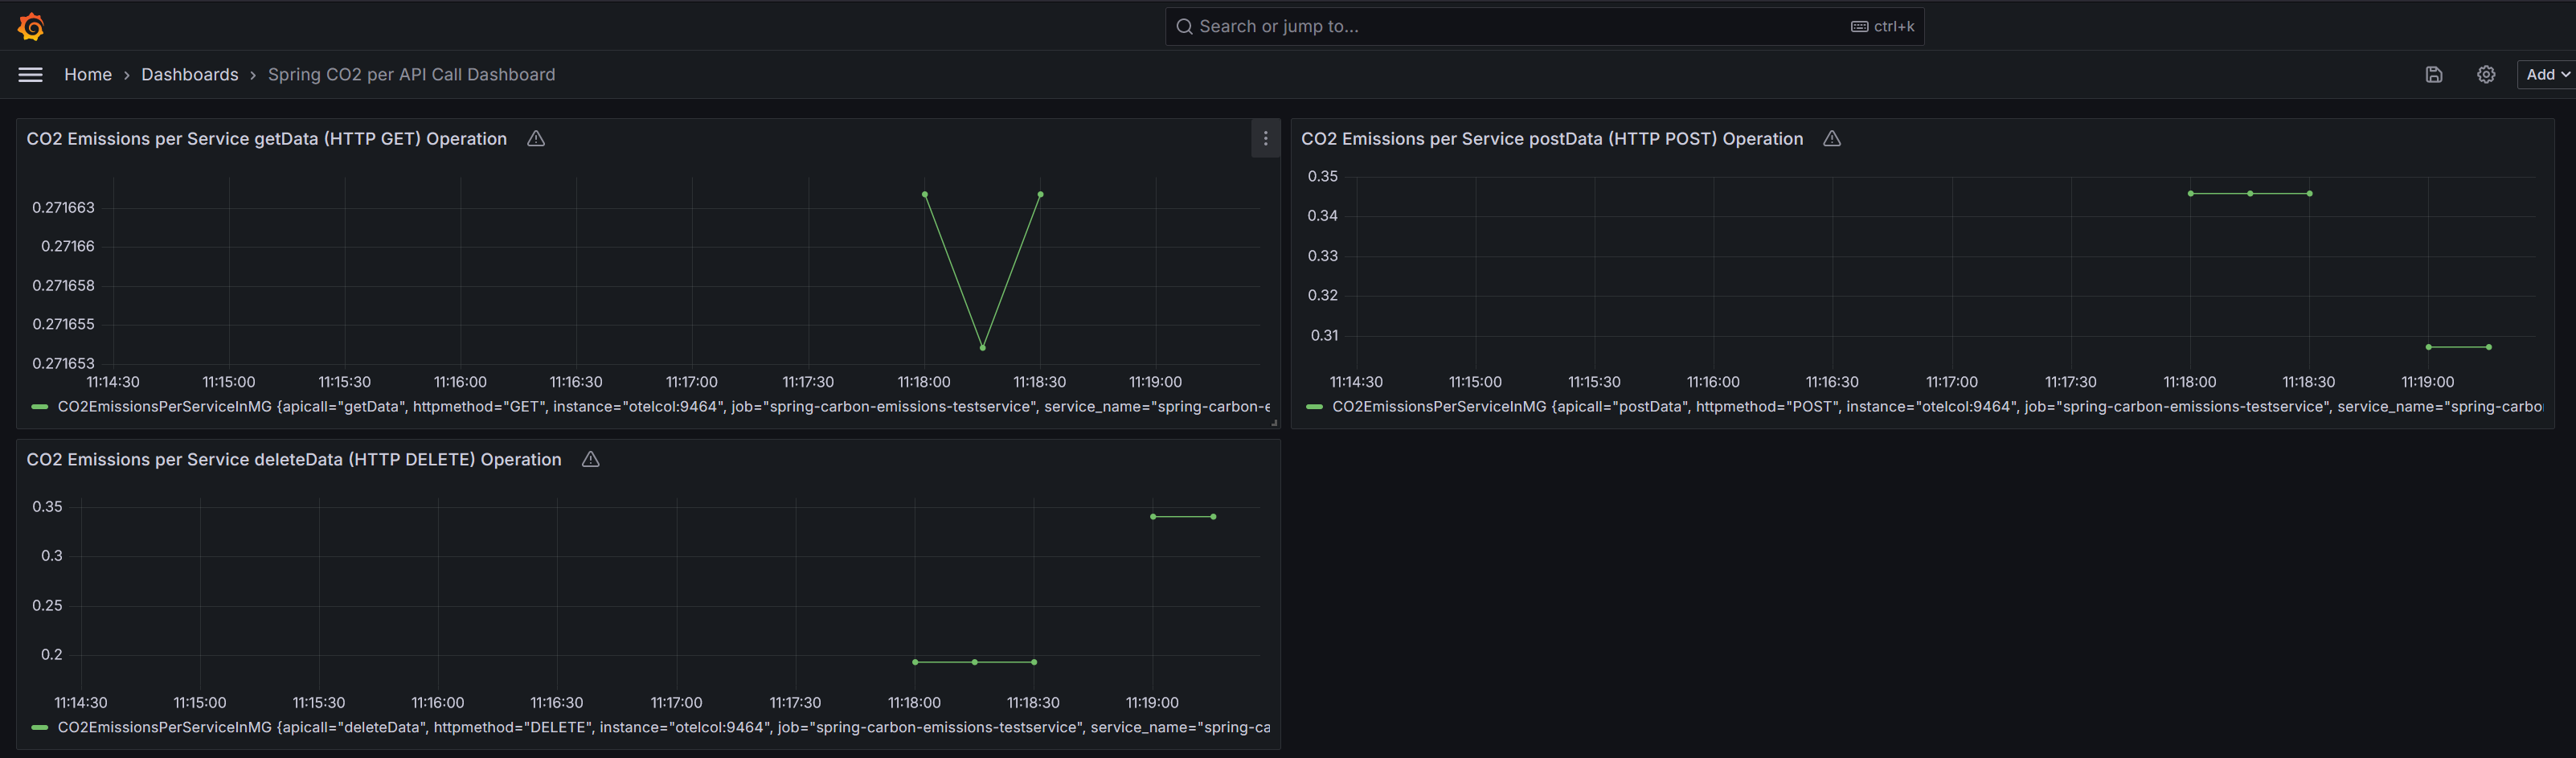 Search or jump to...
ctrl+k
Home › Dashboards › Spring CO2 per API Call Dashboard
Add
CO2 Emissions per Service getData (HTTP GET) Operation
0.271663
0.27166
0.271658
0.271655
0.271653
11:14:30 11:15:00 11:15:30 11:16:00 11:16:30 11:17:00 11:17:30 11:18:00 11:18:30 11:19:00
CO2EmissionsPerServiceInMG {apicall="getData", httpmethod="GET", instance="otelcol:9464", job="spring-carbon-emissions-testservice", service_name="spring-carbon-e
CO2 Emissions per Service postData (HTTP POST) Operation
0.35
0.34
0.33
0.32
0.31
11:14:30 11:15:00 11:15:30 11:16:00 11:16:30 11:17:00 11:17:30 11:18:00 11:18:30 11:19:00
CO2EmissionsPerServiceInMG {apicall="postData", httpmethod="POST", instance="otelcol:9464", job="spring-carbon-emissions-testservice", service_name="spring-carbo
CO2 Emissions per Service deleteData (HTTP DELETE) Operation
0.35
0.3
0.25
0.2
11:14:30 11:15:00 11:15:30 11:16:00 11:16:30 11:17:00 11:17:30 11:18:00 11:18:30 11:19:00
CO2EmissionsPerServiceInMG {apicall="deleteData", httpmethod="DELETE", instance="otelcol:9464", job="spring-carbon-emissions-testservice", service_name="spring-ca